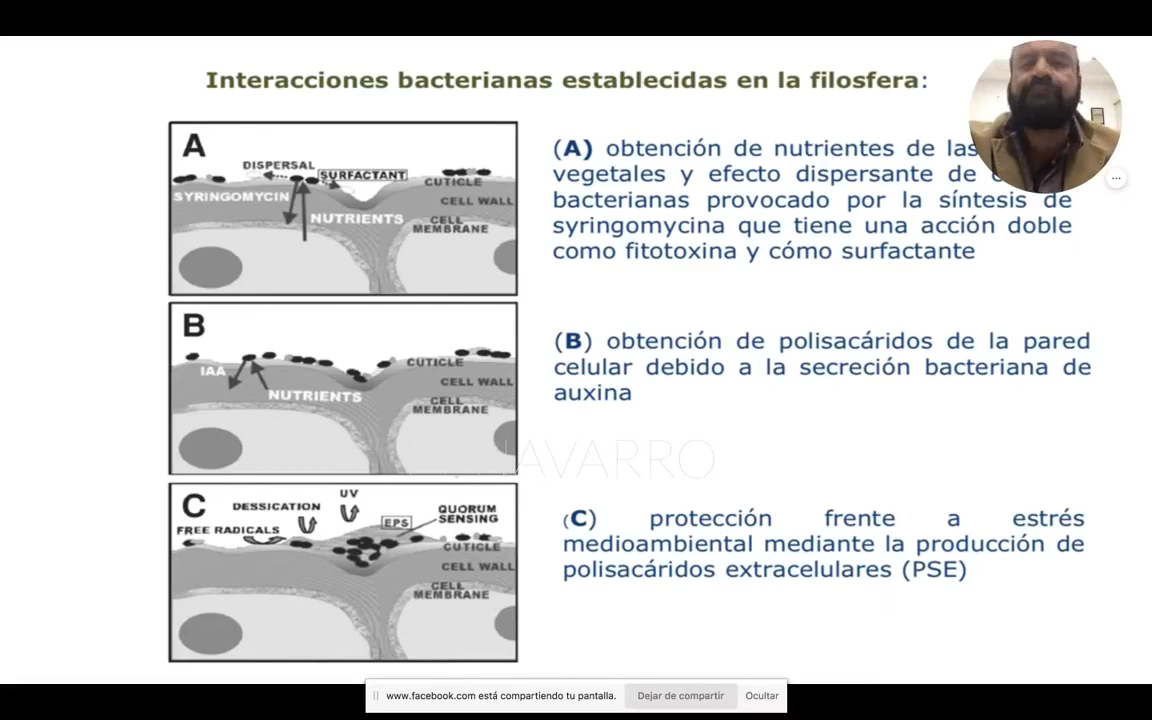 Interacciones bacterianas establecidas en la filosfera:
A
DISPERSAL
SURFACTANT
CUTICLE
SYRINGOMYCIN
CELL WALL
NUTRIENTS
CELL
MEMBRANE
(A) obtención de nutrientes de las
vegetales y efecto dispersante de
bacterianas provocado por la síntesis de
syringomycina que tiene una acción doble
como fitotoxina y cómo surfactante
B
CUTICLE
IAA
CELL WALL
NUTRIENTS
CELL
MEMBRANE
(B) obtención de polisacáridos de la pared
celular debido a la secreción bacteriana de
auxina
NAVARRO
C
UV
DESSICATION
QUORUM
SENSING
EPS
FREE RADICALS
CUTICLE
CELL WALL
CELL
MEMBRANE
(C) protección frente a estrés
medioambiental mediante la producción de
polisacáridos extracelulares (PSE)
www.facebook.com está compartiendo tu pantalla.
Dejar de compartir
Ocultar